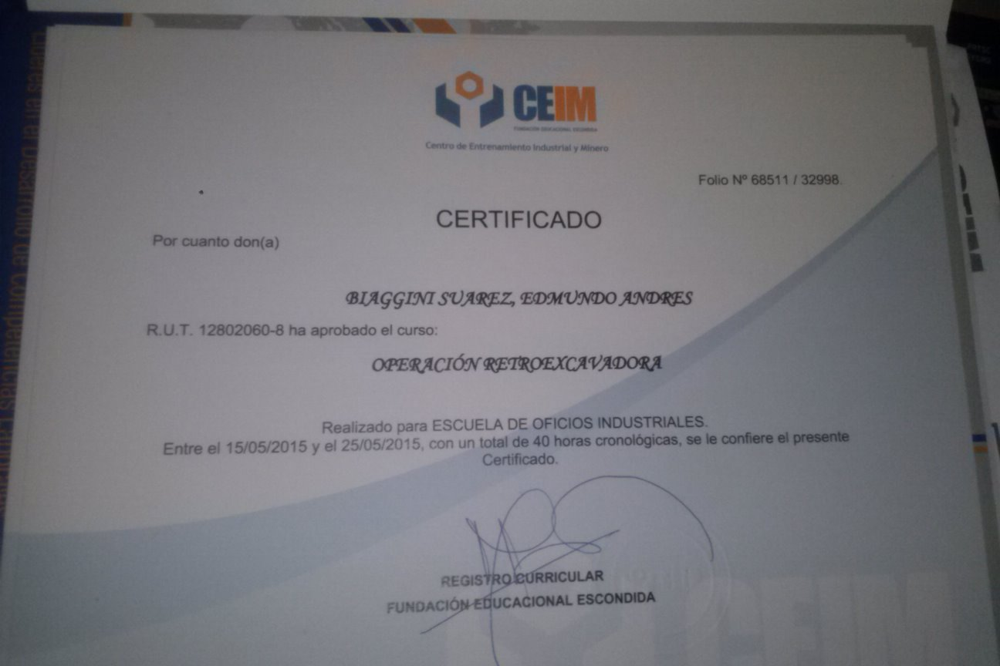 CEIM
FUNDACIÓN EDUCACIONAL ESCONDIDA
Centro de Entrenamiento Industrial y Minero
Folio Nº 68511 / 32998.
CERTIFICADO
Por cuanto don(a)
BIAGGINI SUAREZ, EDMUNDO ANDRES
R.U.T. 12802060-8 ha aprobado el curso:
OPERACIÓN RETROEXCAVADORA
Realizado para ESCUELA DE OFICIOS INDUSTRIALES.
Entre el 15/05/2015 y el 25/05/2015, con un total de 40 horas cronológicas, se le confiere el presente
Certificado.
REGISTRO CURRICULAR
FUNDACIÓN EDUCACIONAL ESCONDIDA
CEIM